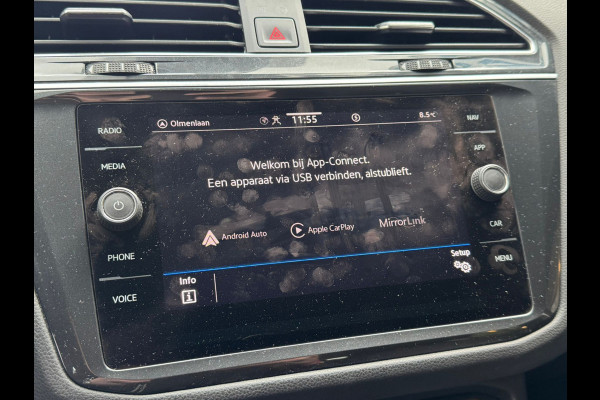 RADIO
MEDIA
PHONE
VOICE
Olmenlaan
11:55
8.5°C
Welkom bij App-Connect.
Een apparaat via USB verbinden, alstublieft.
Android Auto
Apple CarPlay
MirrorLink
Info
Setup
NAV
APP
CAR
MENU